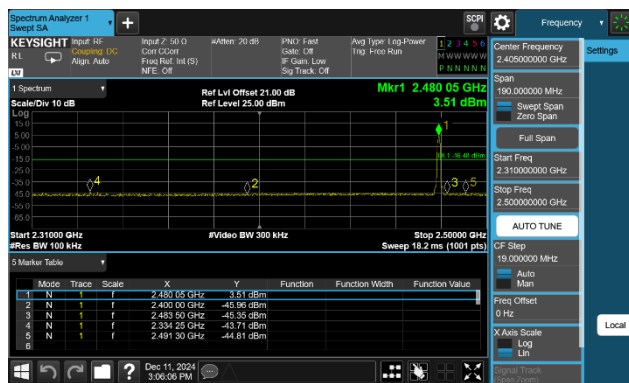 Spectrum Analyzer 1
Swept SA
SCPI
Frequency
KEYSIGHT
RL
Input: RF
Coupling: DC
Align: Auto
Input Z: 50 Ω
Corr CCorr
Freq Ref: Int (S)
NFE: Off
#Atten: 20 dB
PNO: Fast
Gate: Off
IF Gain: Low
Sig Track: Off
Avg Type: Log-Power
Trig: Free Run
1 2 3 4 5 6
M W W W W W
P N N N N N
LXI
1 Spectrum
Scale/Div 10 dB
Ref Lvl Offset 21.00 dB
Ref Level 25.00 dBm
Mkr1 2.480 05 GHz
3.51 dBm
Log
15.0
5.00
-5.00
-15.0
-25.0
-35.0
-45.0
-55.0
-65.0
1
2
3
4
5
Start 2.31000 GHz
#Res BW 100 kHz
#Video BW 300 kHz
Stop 2.50000 GHz
Sweep 18.2 ms (1001 pts)
5 Marker Table
Mode Trace Scale X Y Function Function Width Function Value
1 N 1 f 2.480 05 GHz 3.51 dBm
2 N 1 f 2.400 00 GHz -45.96 dBm
3 N 1 f 2.483 50 GHz -45.35 dBm
4 N 1 f 2.334 25 GHz -43.71 dBm
5 N 1 f 2.491 30 GHz -44.81 dBm
6
Dec 11, 2024
3:06:06 PM
Center Frequency
2.405000000 GHz
Span
190.000000 MHz
Swept Span
Zero Span
Full Span
Start Freq
2.310000000 GHz
Stop Freq
2.500000000 GHz
AUTO TUNE
CF Step
19.000000 MHz
Auto
Man
Freq Offset
0 Hz
X Axis Scale
Log
Lin
Signal Track
(Span Zoom)
Settings
Local